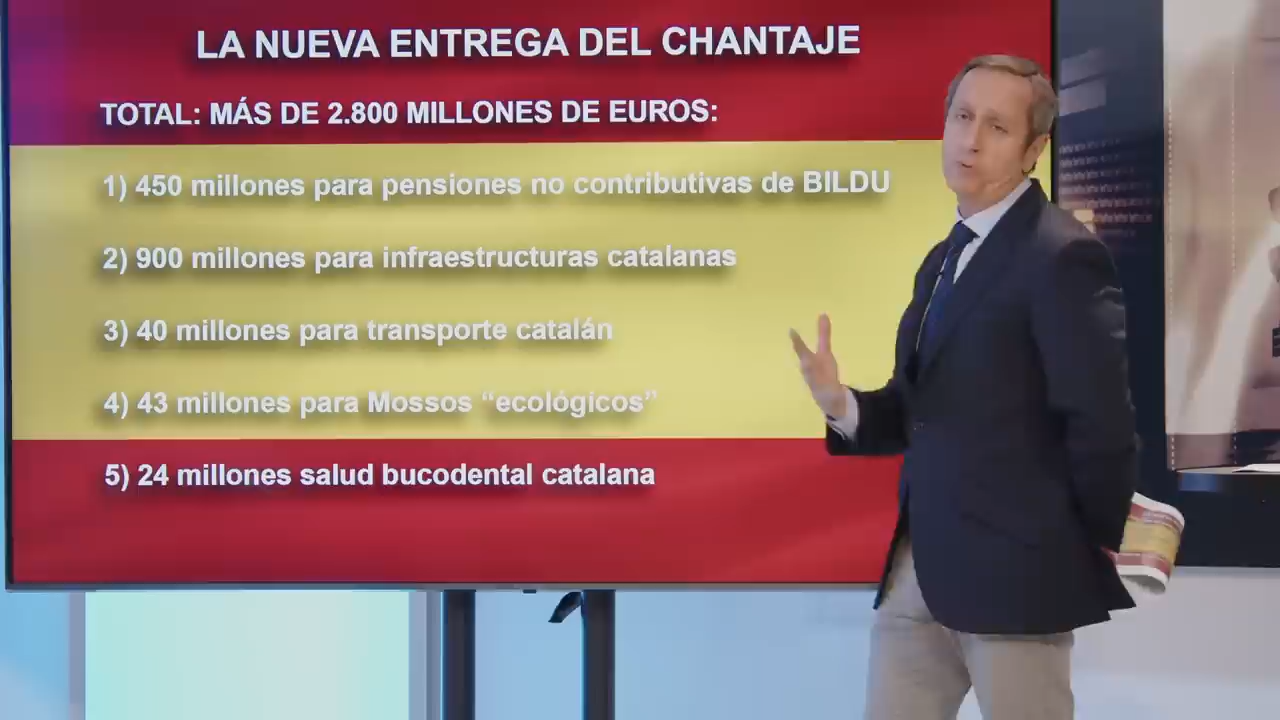 LA NUEVA ENTREGA DEL CHANTAJE
TOTAL: MÁS DE 2.800 MILLONES DE EUROS:
1) 450 millones para pensiones no contributivas de BILDU
2) 900 millones para infraestructuras catalanas
3) 40 millones para transporte catalán
4) 43 millones para Mossos “ecológicos”
5) 24 millones salud bucodental catalana